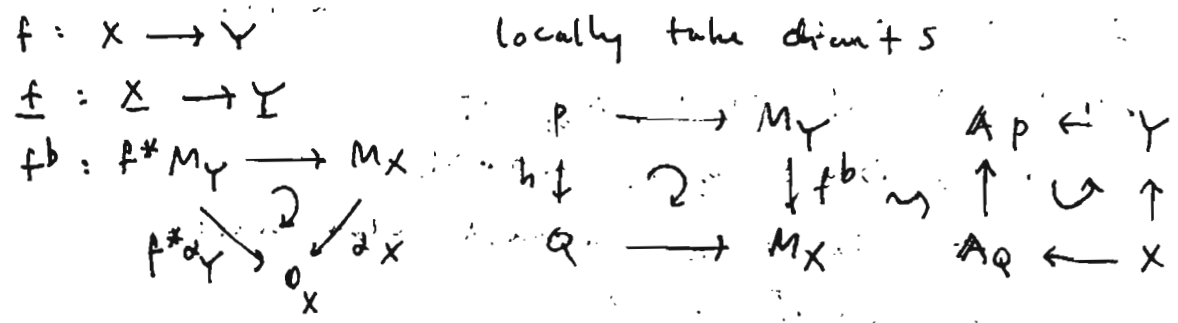 f : X → Y
locally take charts
f : X → Y
P → M_Y
A_P ← Y
f^b : f^* M_Y → M_X
h ↓
↓ f^b
⇝
↑ ↑
Q → M_X
A_Q ← X
f^*α_Y
α_X
O_X